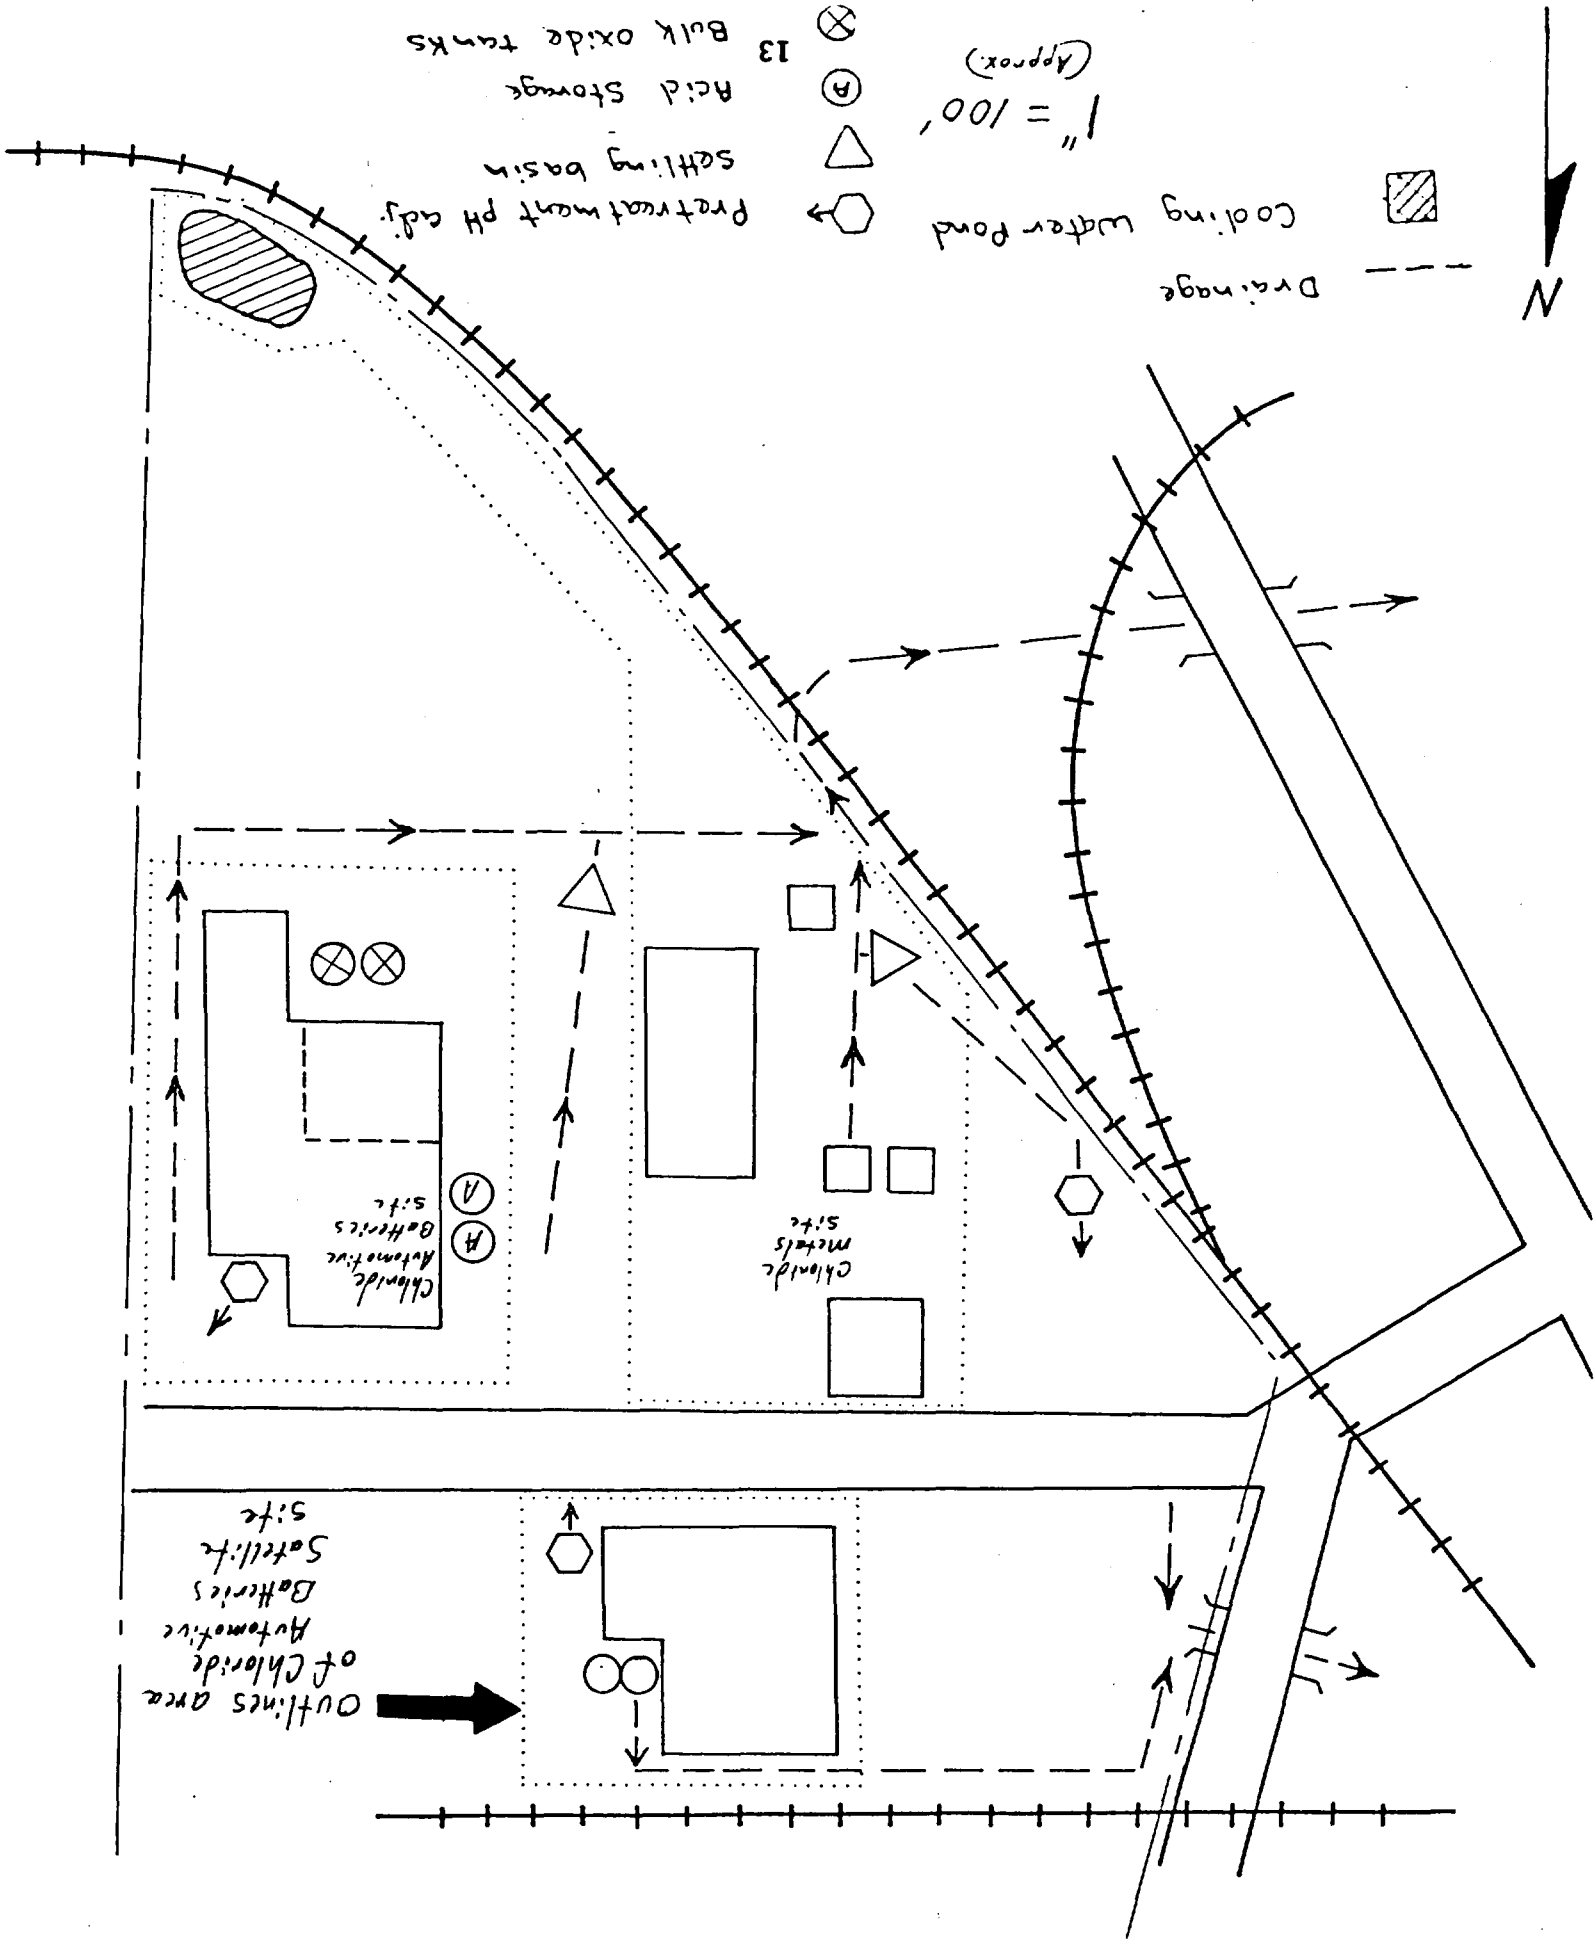 Outlines area
of Chloride
Automotive
Batteries
Satellite
site
Chloride
Metals
site
Chloride
Automotive
Batteries
site
A
A
N
Drainage
Cooling Water Pond
Pretreatment pH adj.
settling basin
1" = 100'
(Approx.)
A
Acid Storage
Bulk oxide tanks
13